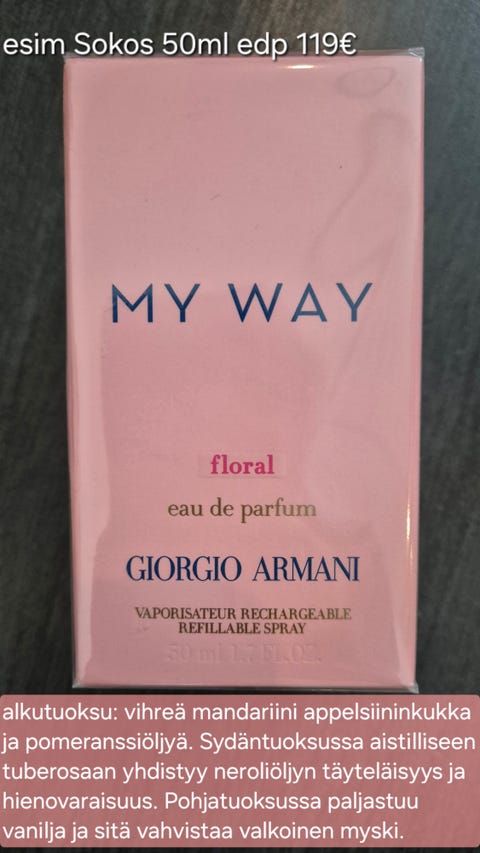 esim Sokos 50ml edp 119€
MY WAY
floral
eau de parfum
GIORGIO ARMANI
VAPORISATEUR RECHARGEABLE
REFILLABLE SPRAY
50 ml 1.7 FL.OZ.
alkutuoksu: vihreä mandariini appelsiininkukka
ja pomeranssiöljyä. Sydäntuoksussa aistilliseen
tuberosaan yhdistyy neroliöljyn täyteläisyys ja
hienovaraisuus. Pohjatuoksussa paljastuu
vanilja ja sitä vahvistaa valkoinen myski.